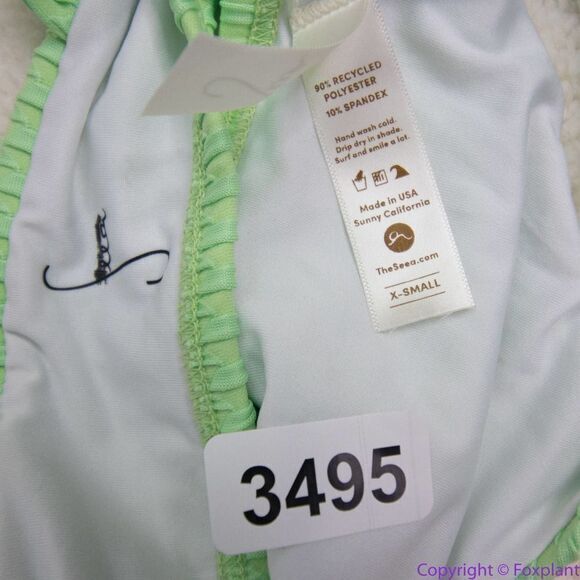 90% RECYCLED
POLYESTER
10% SPANDEX
Hand wash cold.
Drip dry in shade.
Surf and smile a lot.
Made in USA
Sunny California
TheSeea.com
X-SMALL
seea
3495
Copyright © Foxplant